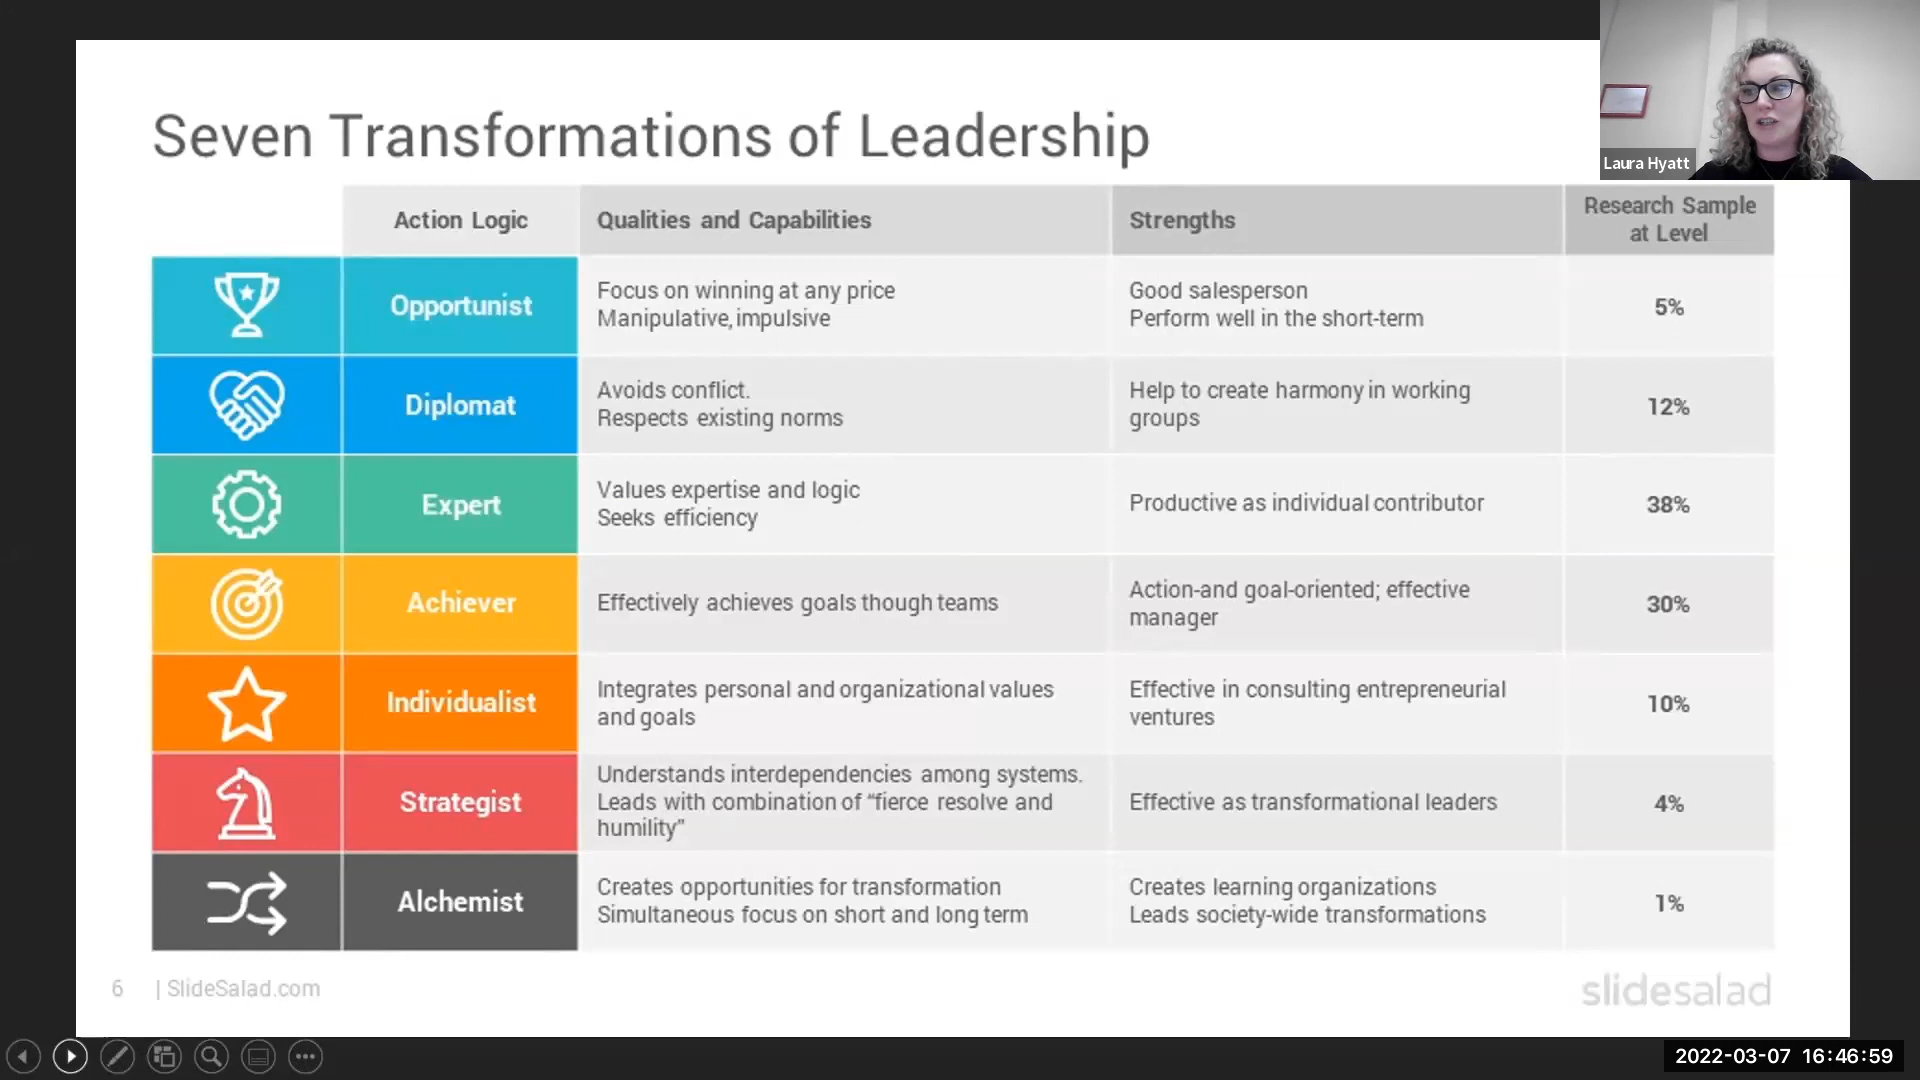 Laura Hyatt
Seven Transformations of Leadership
Action Logic
Qualities and Capabilities
Strengths
Research Sample
at Level
Opportunist
Focus on winning at any price
Manipulative, impulsive
Good salesperson
Perform well in the short-term
5%
Diplomat
Avoids conflict.
Respects existing norms
Help to create harmony in working
groups
12%
Expert
Values expertise and logic
Seeks efficiency
Productive as individual contributor
38%
Achiever
Effectively achieves goals though teams
Action-and goal-oriented; effective
manager
30%
Individualist
Integrates personal and organizational values
and goals
Effective in consulting entrepreneurial
ventures
10%
Strategist
Understands interdependencies among systems.
Leads with combination of “fierce resolve and
humility”
Effective as transformational leaders
4%
Alchemist
Creates opportunities for transformation
Simultaneous focus on short and long term
Creates learning organizations
Leads society-wide transformations
1%
6 | SlideSalad.com
slidesalad
2022-03-07 16:46:59